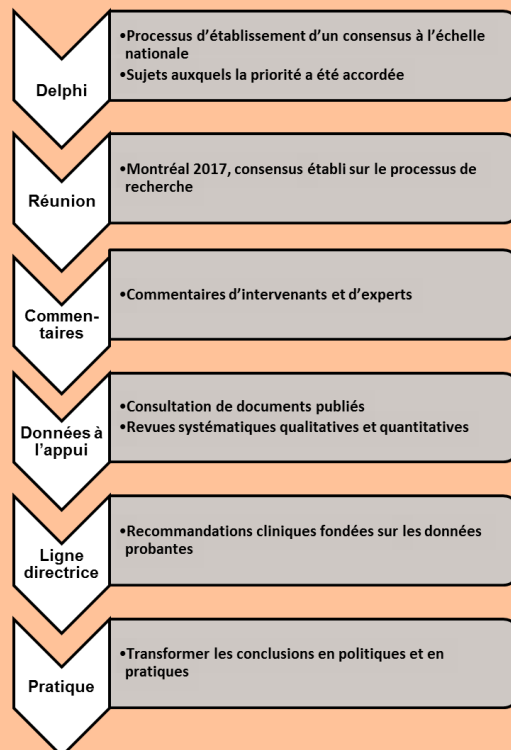 Delphi
•Processus d'établissement d'un consensus à l'échelle
nationale
•Sujets auxquels la priorité a été accordée
Réunion
•Montréal 2017, consensus établi sur le processus de
recherche
Commen-
taires
•Commentaires d'intervenants et d'experts
Données à
l'appui
•Consultation de documents publiés
•Revues systématiques qualitatives et quantitatives
Ligne
directrice
•Recommandations cliniques fondées sur les données
probantes
Pratique
•Transformer les conclusions en politiques et en
pratiques